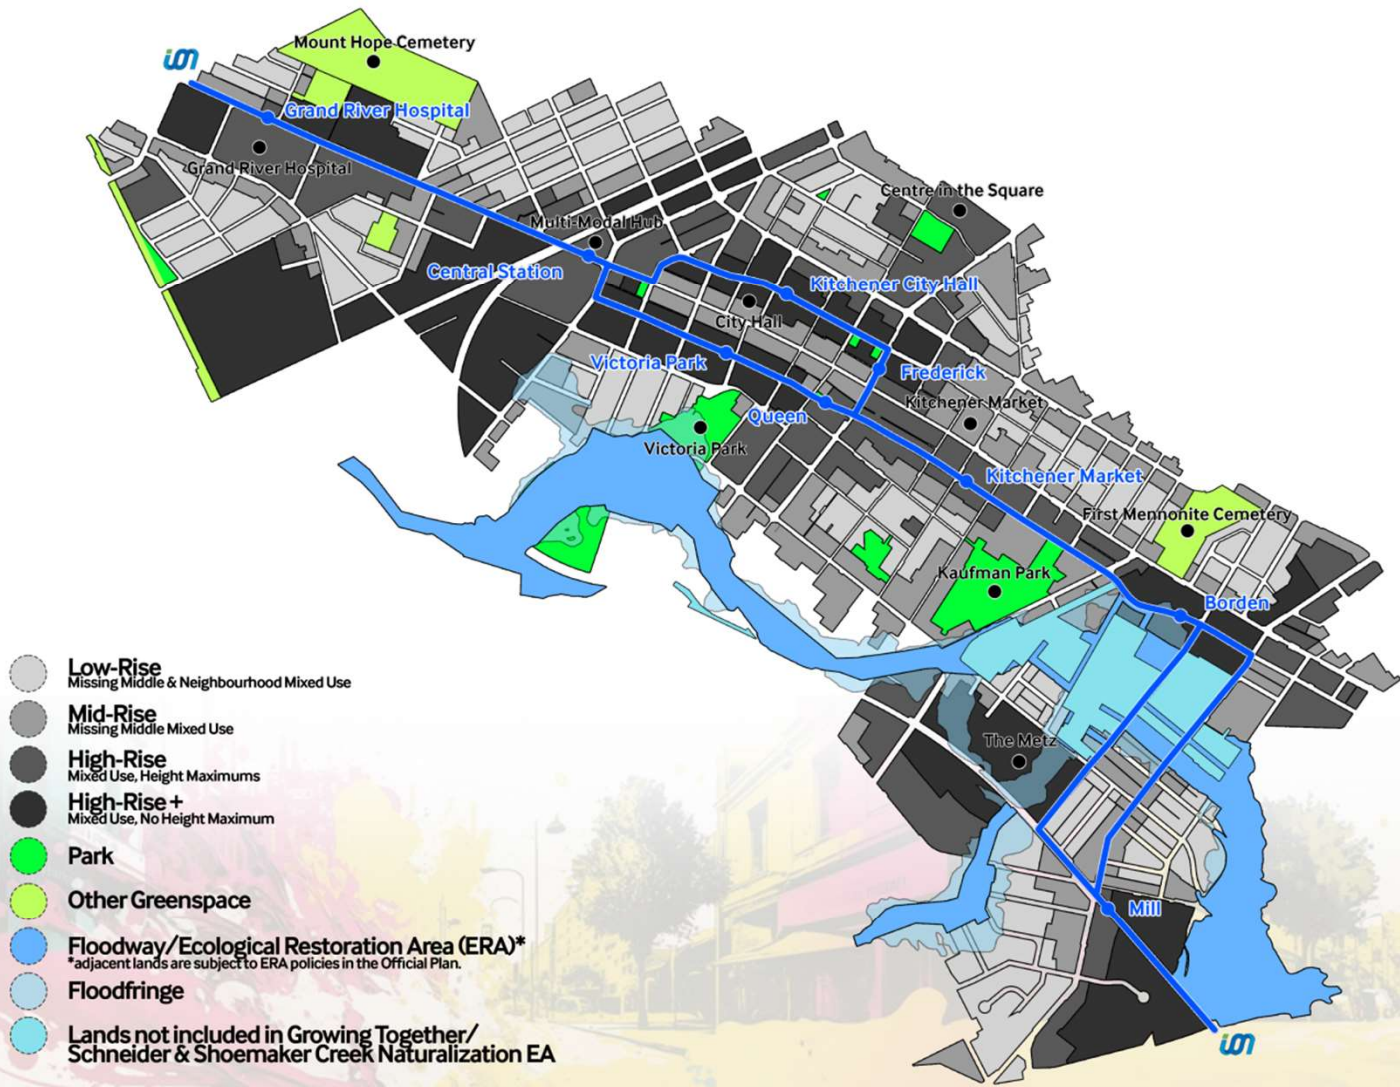 ion
Mount Hope Cemetery
Grand River Hospital
Grand River Hospital
Centre in the Square
Multi-Modal Hub
Central Station
Kitchener City Hall
City Hall
Victoria Park
Frederick
Kitchener Market
Queen
Victoria Park
Kitchener Market
First Mennonite Cemetery
Kaufman Park
Borden
The Metz
Mill
ion
Low-Rise
Missing Middle & Neighbourhood Mixed Use
Mid-Rise
Missing Middle Mixed Use
High-Rise
Mixed Use, Height Maximums
High-Rise +
Mixed Use, No Height Maximum
Park
Other Greenspace
Floodway/Ecological Restoration Area (ERA)*
*adjacent lands are subject to ERA policies in the Official Plan.
Floodfringe
Lands not included in Growing Together/
Schneider & Shoemaker Creek Naturalization EA